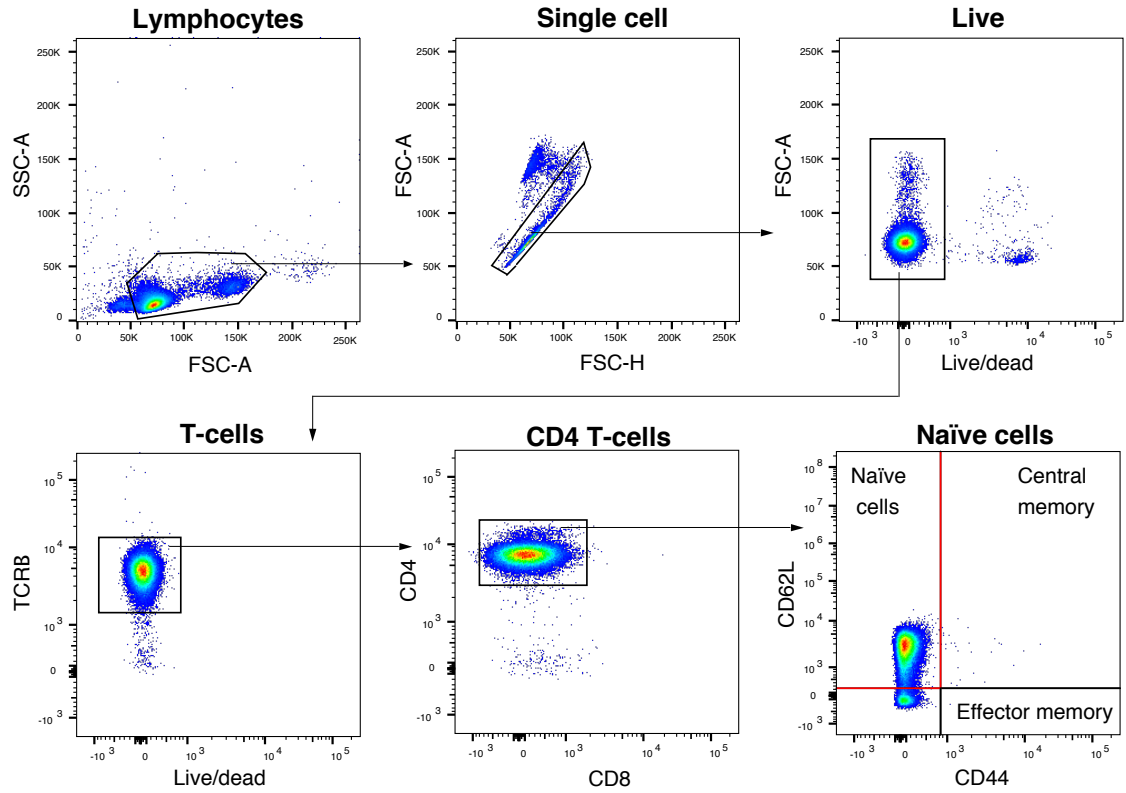 Lymphocytes
Single cell
Live
250K
200K
150K
100K
50K
0
SSC-A
0
50K
100K
150K
200K
250K
FSC-A
250K
200K
150K
100K
50K
0
FSC-A
0
50K
100K
150K
200K
250K
FSC-H
250K
200K
150K
100K
50K
0
FSC-A
-10 3
0
10 3
10 4
10 5
Live/dead
T-cells
CD4 T-cells
Naïve cells
10 5
10 4
10 3
0
-10 3
TCRB
-10 3
0
10 3
10 4
10 5
Live/dead
10 5
10 4
10 3
0
-10 3
CD4
-10 3
0
10 3
10 4
10 5
CD8
10 8
10 7
10 6
10 5
10 4
10 3
0
-10 3
CD62L
Naïve
cells
Central
memory
Effector memory
-10 3
0
10 3
10 4
10 5
CD44